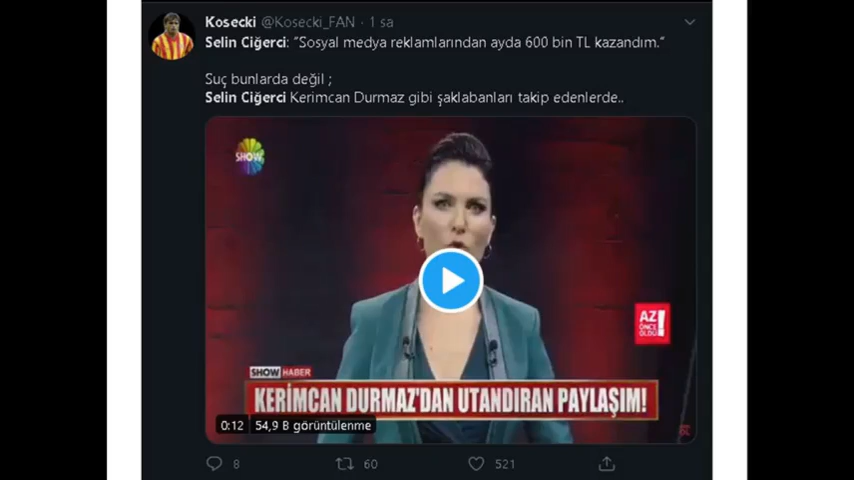 Kosecki @Kosecki_FAN · 1 sa
Selin Ciğerci: “Sosyal medya reklamlarından ayda 600 bin TL kazandım.“
Suç bunlarda değil ;
Selin Ciğerci Kerimcan Durmaz gibi şaklabanları takip edenlerde..
SHOW
AZ
ÖNCE
OLDU!
SHOW HABER
KERİMCAN DURMAZ'DAN UTANDIRAN PAYLAŞIM!
0:12 54,9 B görüntülenme
8 60 521